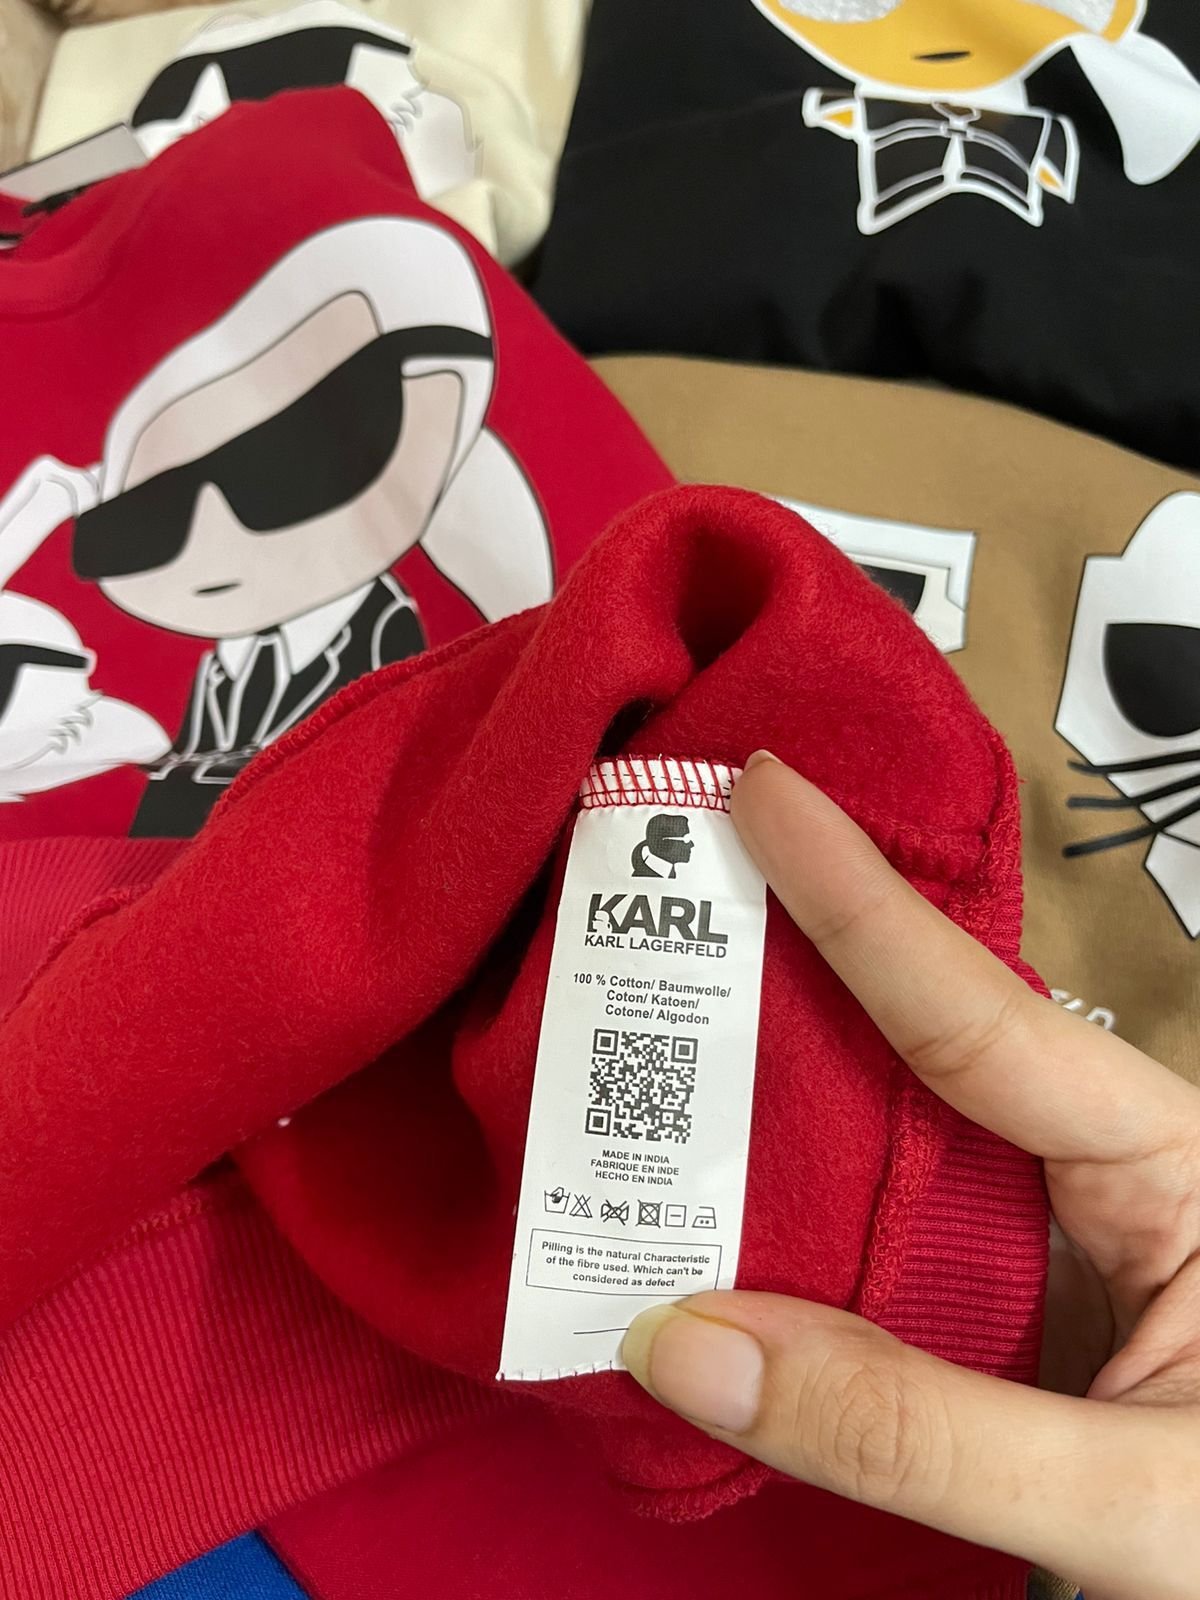 KARL
KARL LAGERFELD
100 % Cotton/ Baumwolle/
Coton/ Katoen/
Cotone/ Algodon
MADE IN INDIA
FABRIQUE EN INDE
HECHO EN INDIA
Pilling is the natural Characteristic
of the fibre used. Which can't be
considered as defect